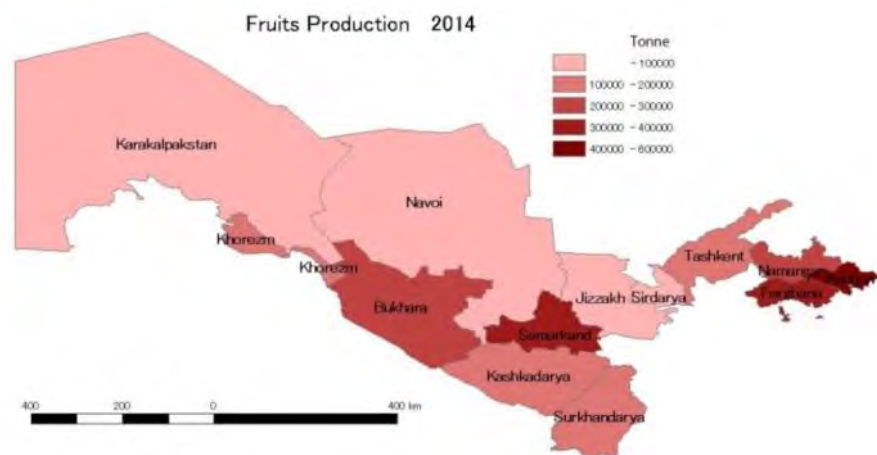 Fruits Production 2014
Tonne
-100000
100000 -200000
200000 -300000
300000 -400000
400000 -600000
Karakalpakstan
Navoi
Khorezm
Khorezm
Bukhara
Tashkent
Jizzakh
Sirdarya
Samarkand
Kashkadarya
Surkhandarya
400 200 0 400 km